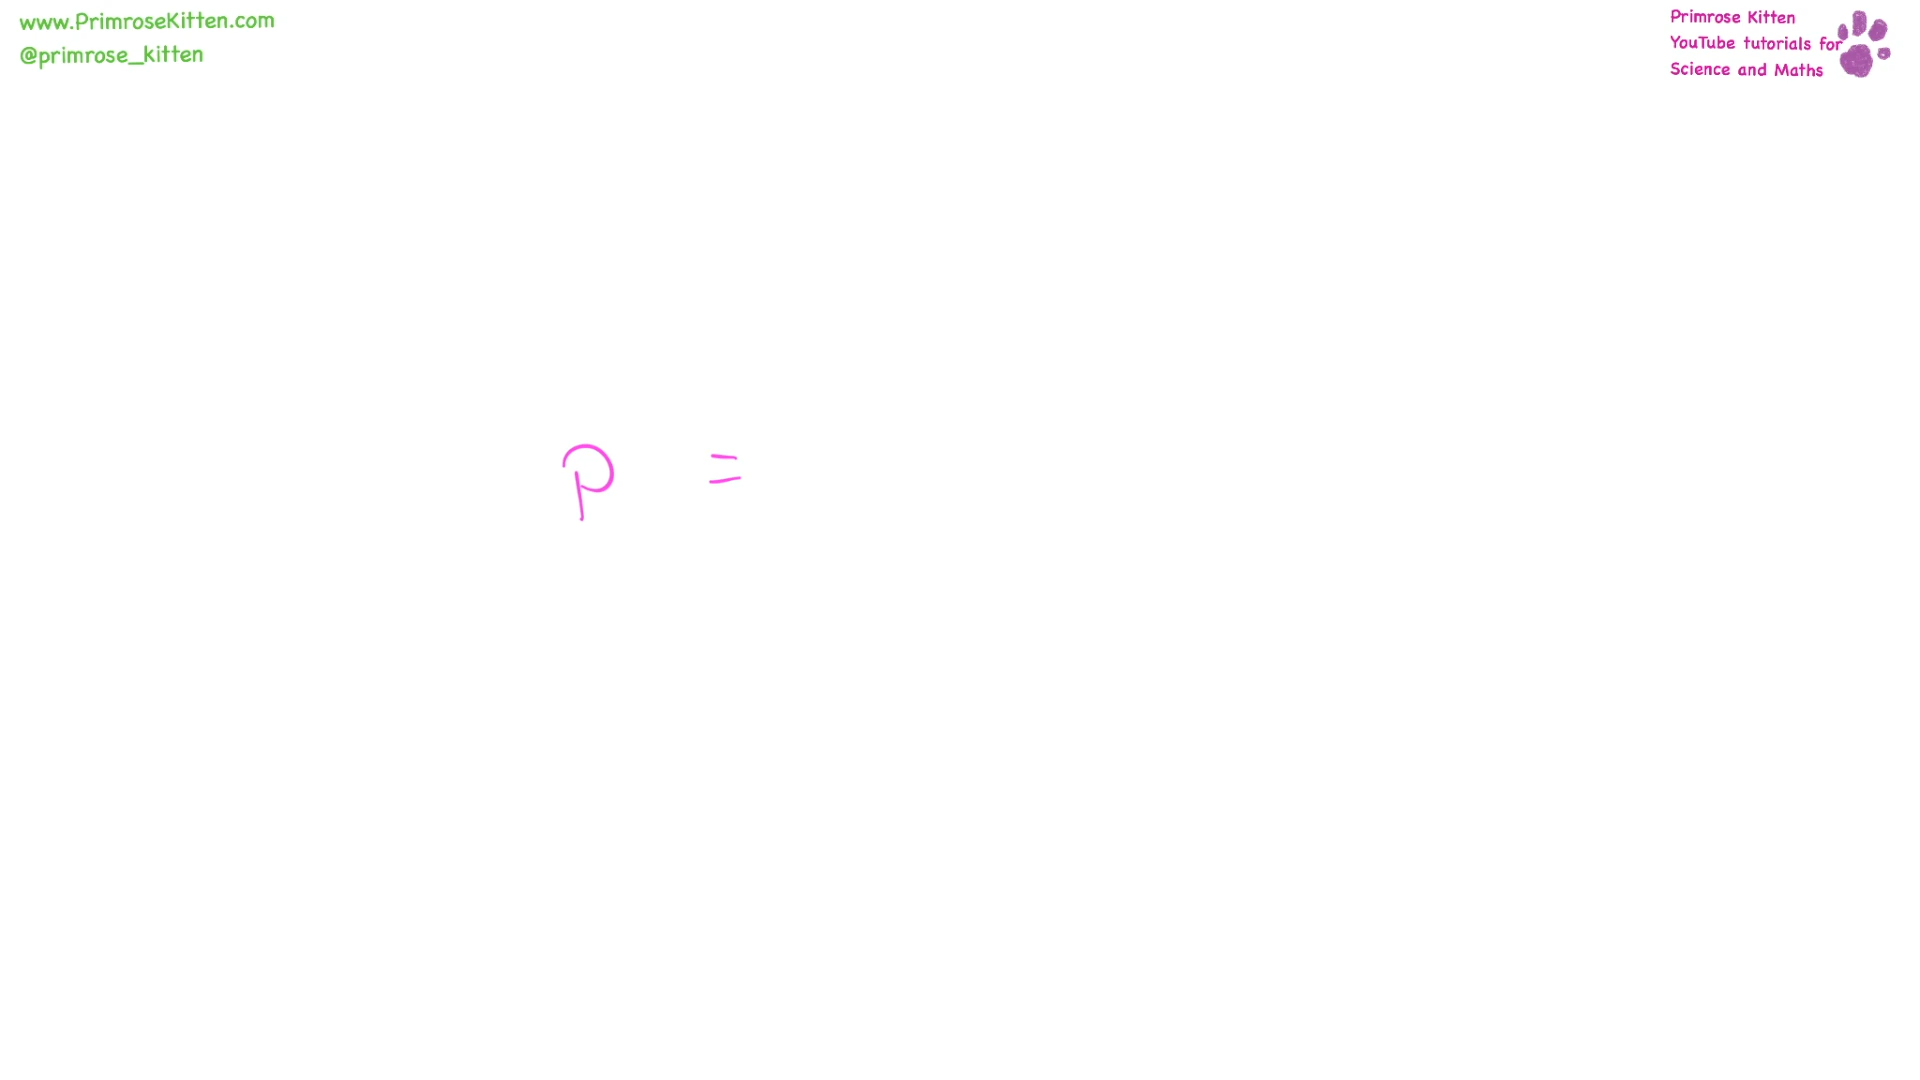 www.PrimroseKitten.com
@primrose_kitten
Primrose Kitten
YouTube tutorials for
Science and Maths
p =